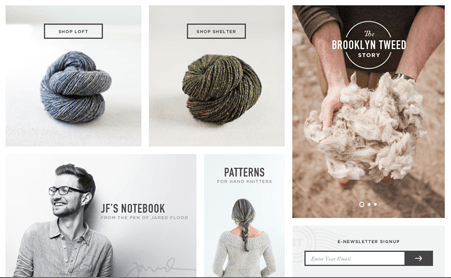 SHOP LOFT
SHOP SHELTER
The
BROOKLYN TWEED
STORY
JF'S NOTEBOOK
FROM THE PEN OF JARED FLOOD
jared
PATTERNS
FOR HAND KNITTERS
E-NEWSLETTER SIGNUP
Enter Your Email